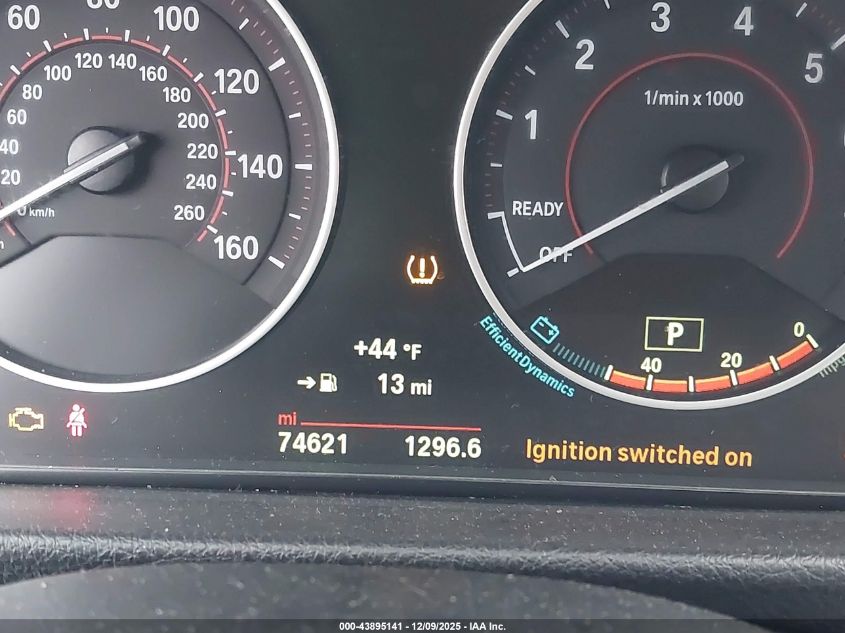 60 80 100 120 140 160
20 40 60 80 100 120 140 160 180 200 220 240 260
0 km/h
1 2 3 4 5
1/min x 1000
READY
OFF
+44 °F
13 mi
mi
74621 1296.6
EfficientDynamics
P
40 20 0
mpg
Ignition switched on
000-43895141 - 12/09/2025 - IAA Inc.